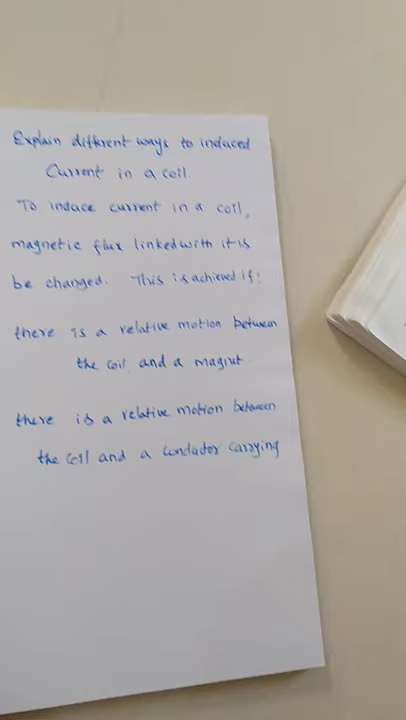 Explain different ways to induced
Current in a coil.
To induce current in a coil,
magnetic flux linked with it is
be changed. This is achieved if:
there is a relative motion between
the coil and a magnet.
there is a relative motion between
the coil and a conductor carrying